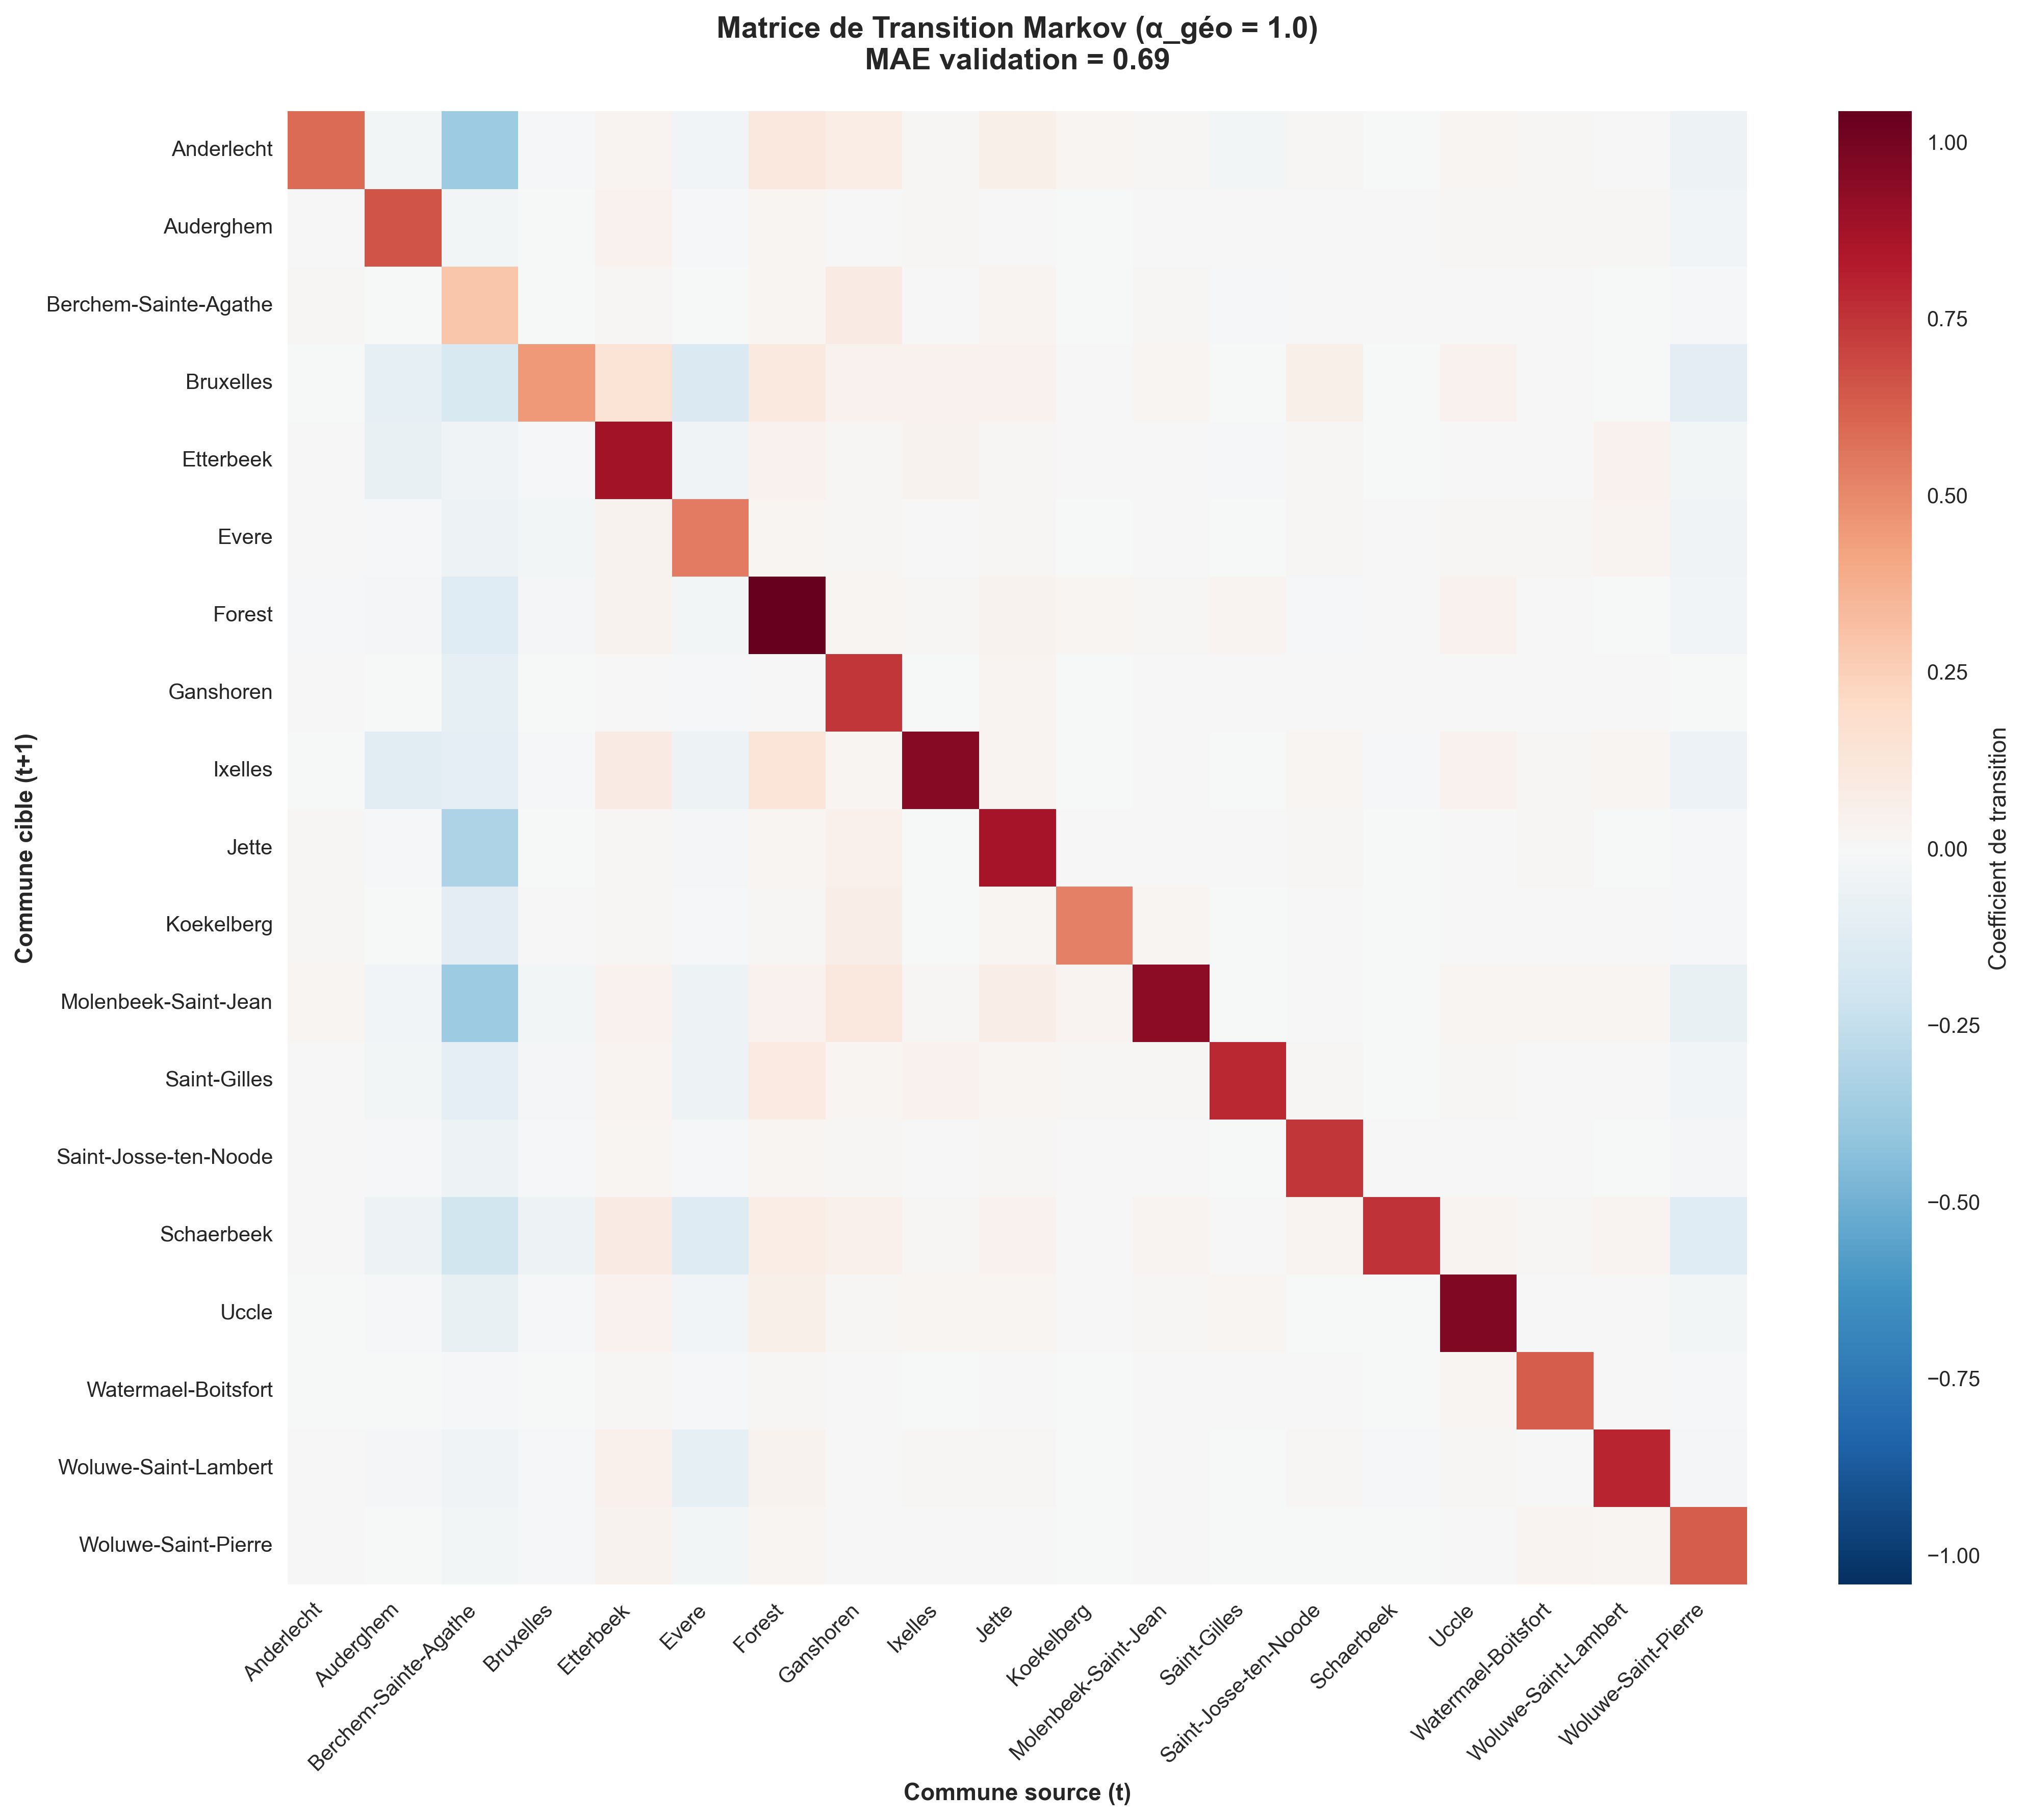 Matrice de Transition Markov (α_géo = 1.0)
MAE validation = 0.69
Commune cible (t+1)
Anderlecht
Auderghem
Berchem-Sainte-Agathe
Bruxelles
Etterbeek
Evere
Forest
Ganshoren
Ixelles
Jette
Koekelberg
Molenbeek-Saint-Jean
Saint-Gilles
Saint-Josse-ten-Noode
Schaerbeek
Uccle
Watermael-Boitsfort
Woluwe-Saint-Lambert
Woluwe-Saint-Pierre
Anderlecht
Auderghem
Berchem-Sainte-Agathe
Bruxelles
Etterbeek
Evere
Forest
Ganshoren
Ixelles
Jette
Koekelberg
Molenbeek-Saint-Jean
Saint-Gilles
Saint-Josse-ten-Noode
Schaerbeek
Uccle
Watermael-Boitsfort
Woluwe-Saint-Lambert
Woluwe-Saint-Pierre
Commune source (t)
1.00
0.75
0.50
0.25
0.00
−0.25
−0.50
−0.75
−1.00
Coefficient de transition